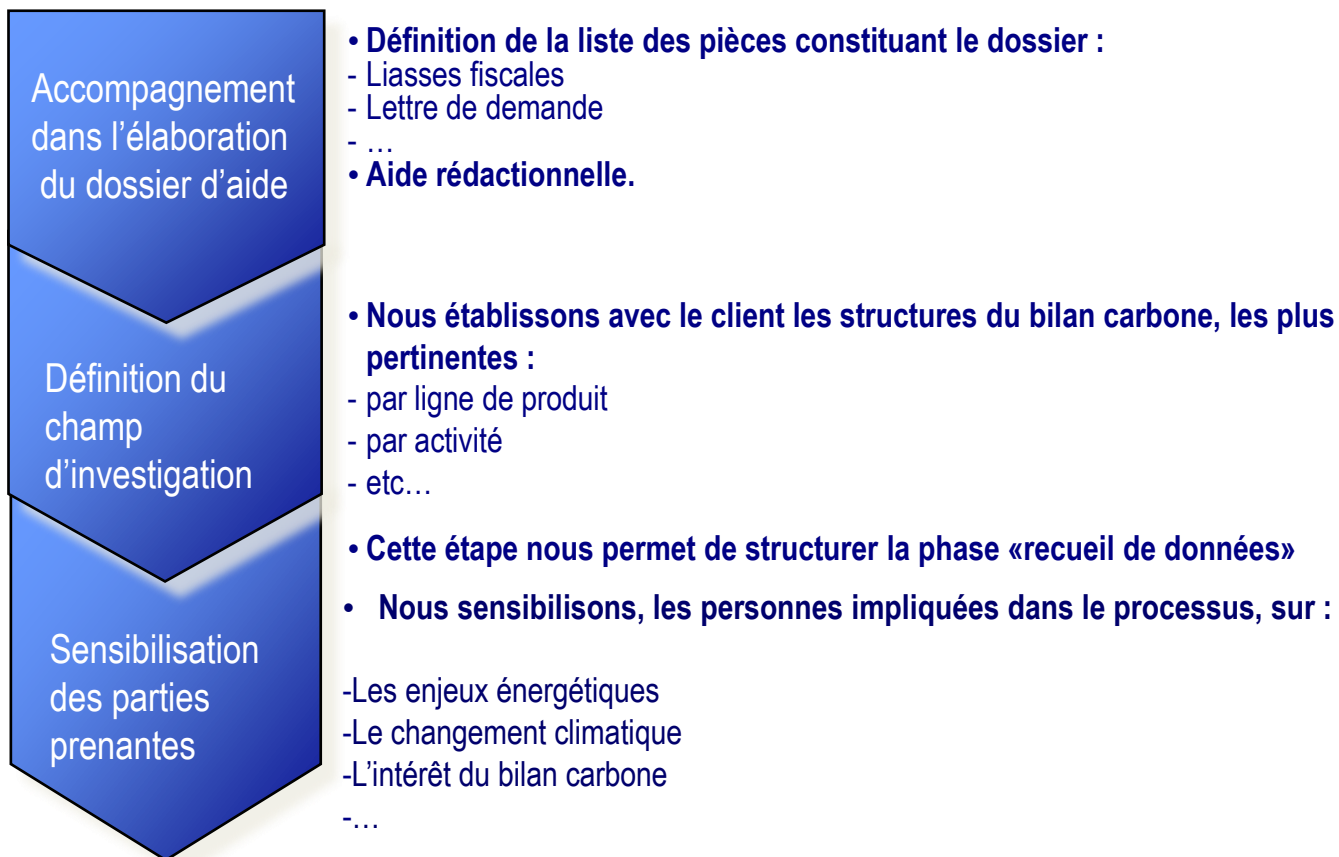 Accompagnement
dans l’élaboration
du dossier d’aide
• Définition de la liste des pièces constituant le dossier :
- Liasses fiscales
- Lettre de demande
- …
• Aide rédactionnelle.
Définition du
champ
d’investigation
• Nous établissons avec le client les structures du bilan carbone, les plus
pertinentes :
- par ligne de produit
- par activité
- etc…
• Cette étape nous permet de structurer la phase «recueil de données»
Sensibilisation
des parties
prenantes
• Nous sensibilisons, les personnes impliquées dans le processus, sur :
-Les enjeux énergétiques
-Le changement climatique
-L’intérêt du bilan carbone
-…